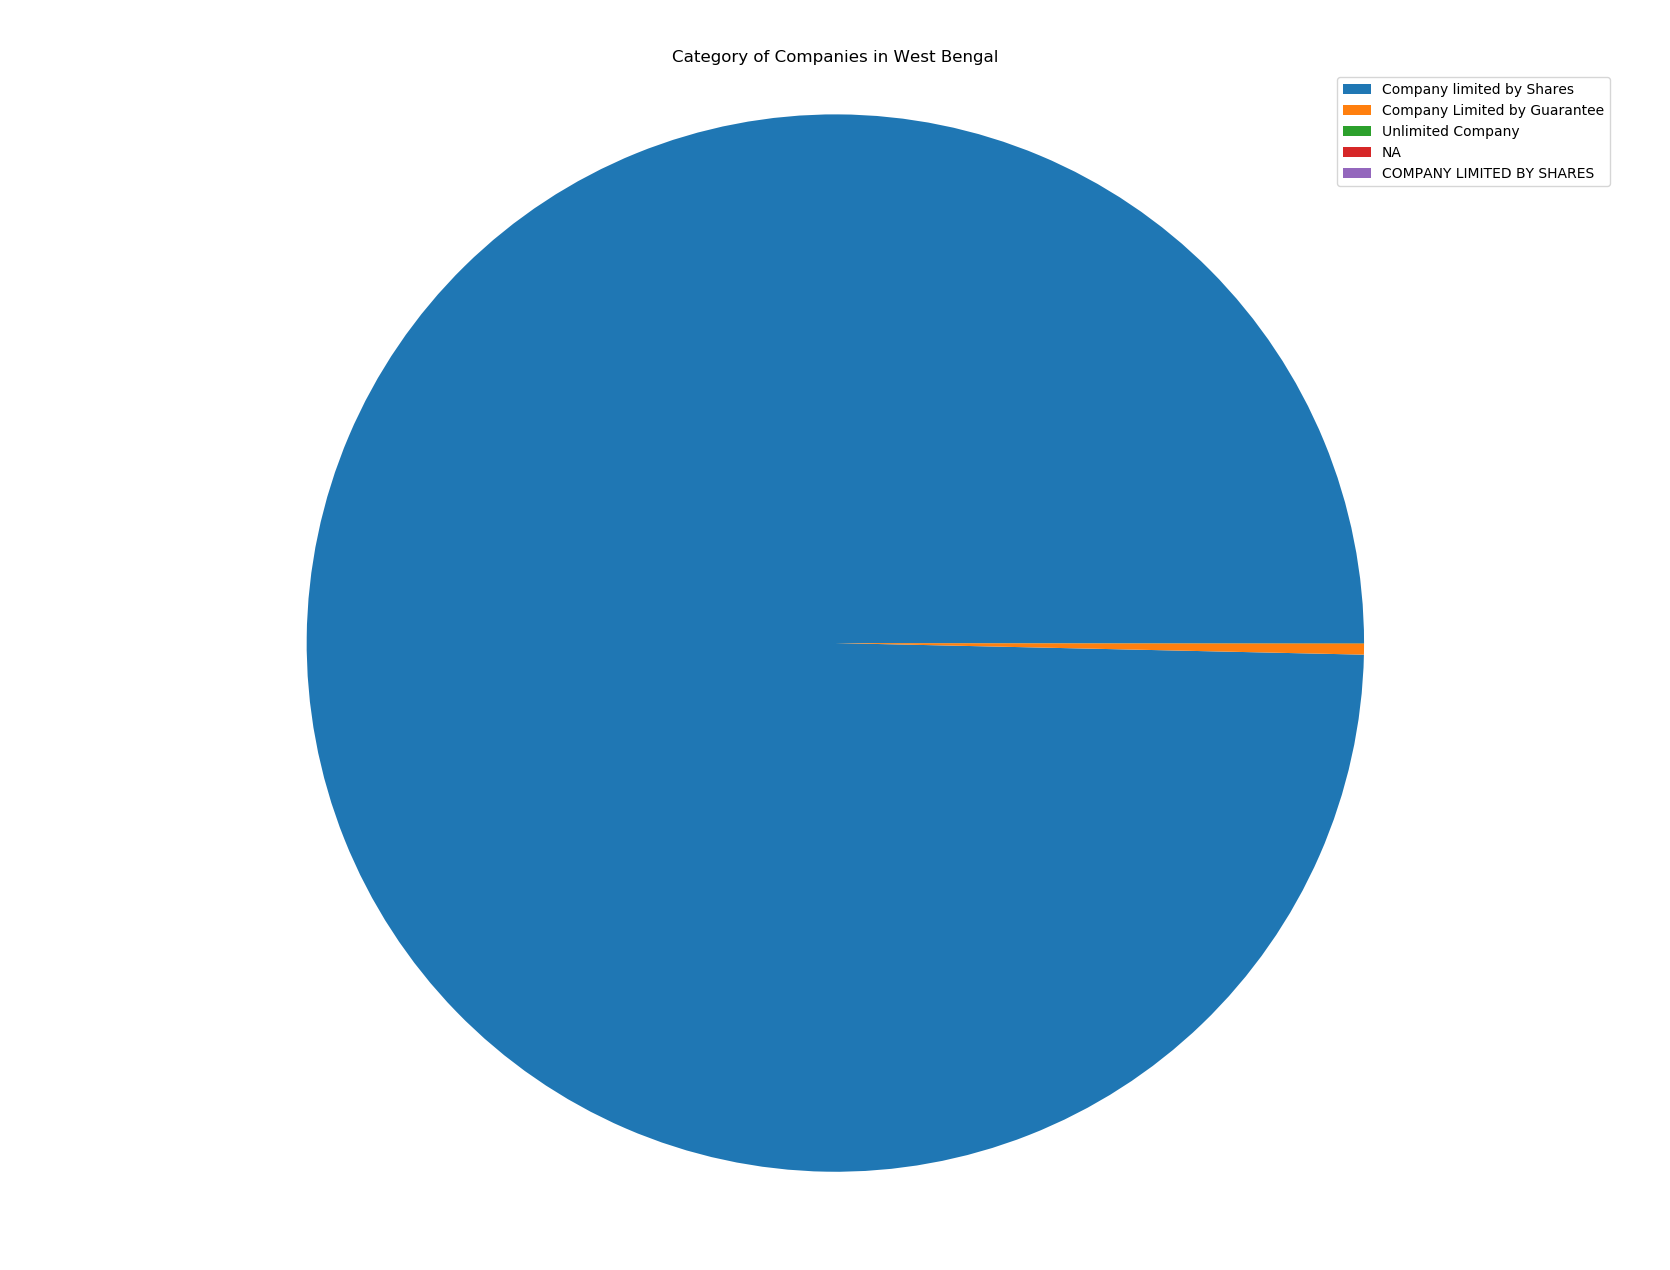 Category of Companies in West Bengal
Company limited by Shares
Company Limited by Guarantee
Unlimited Company
NA
COMPANY LIMITED BY SHARES